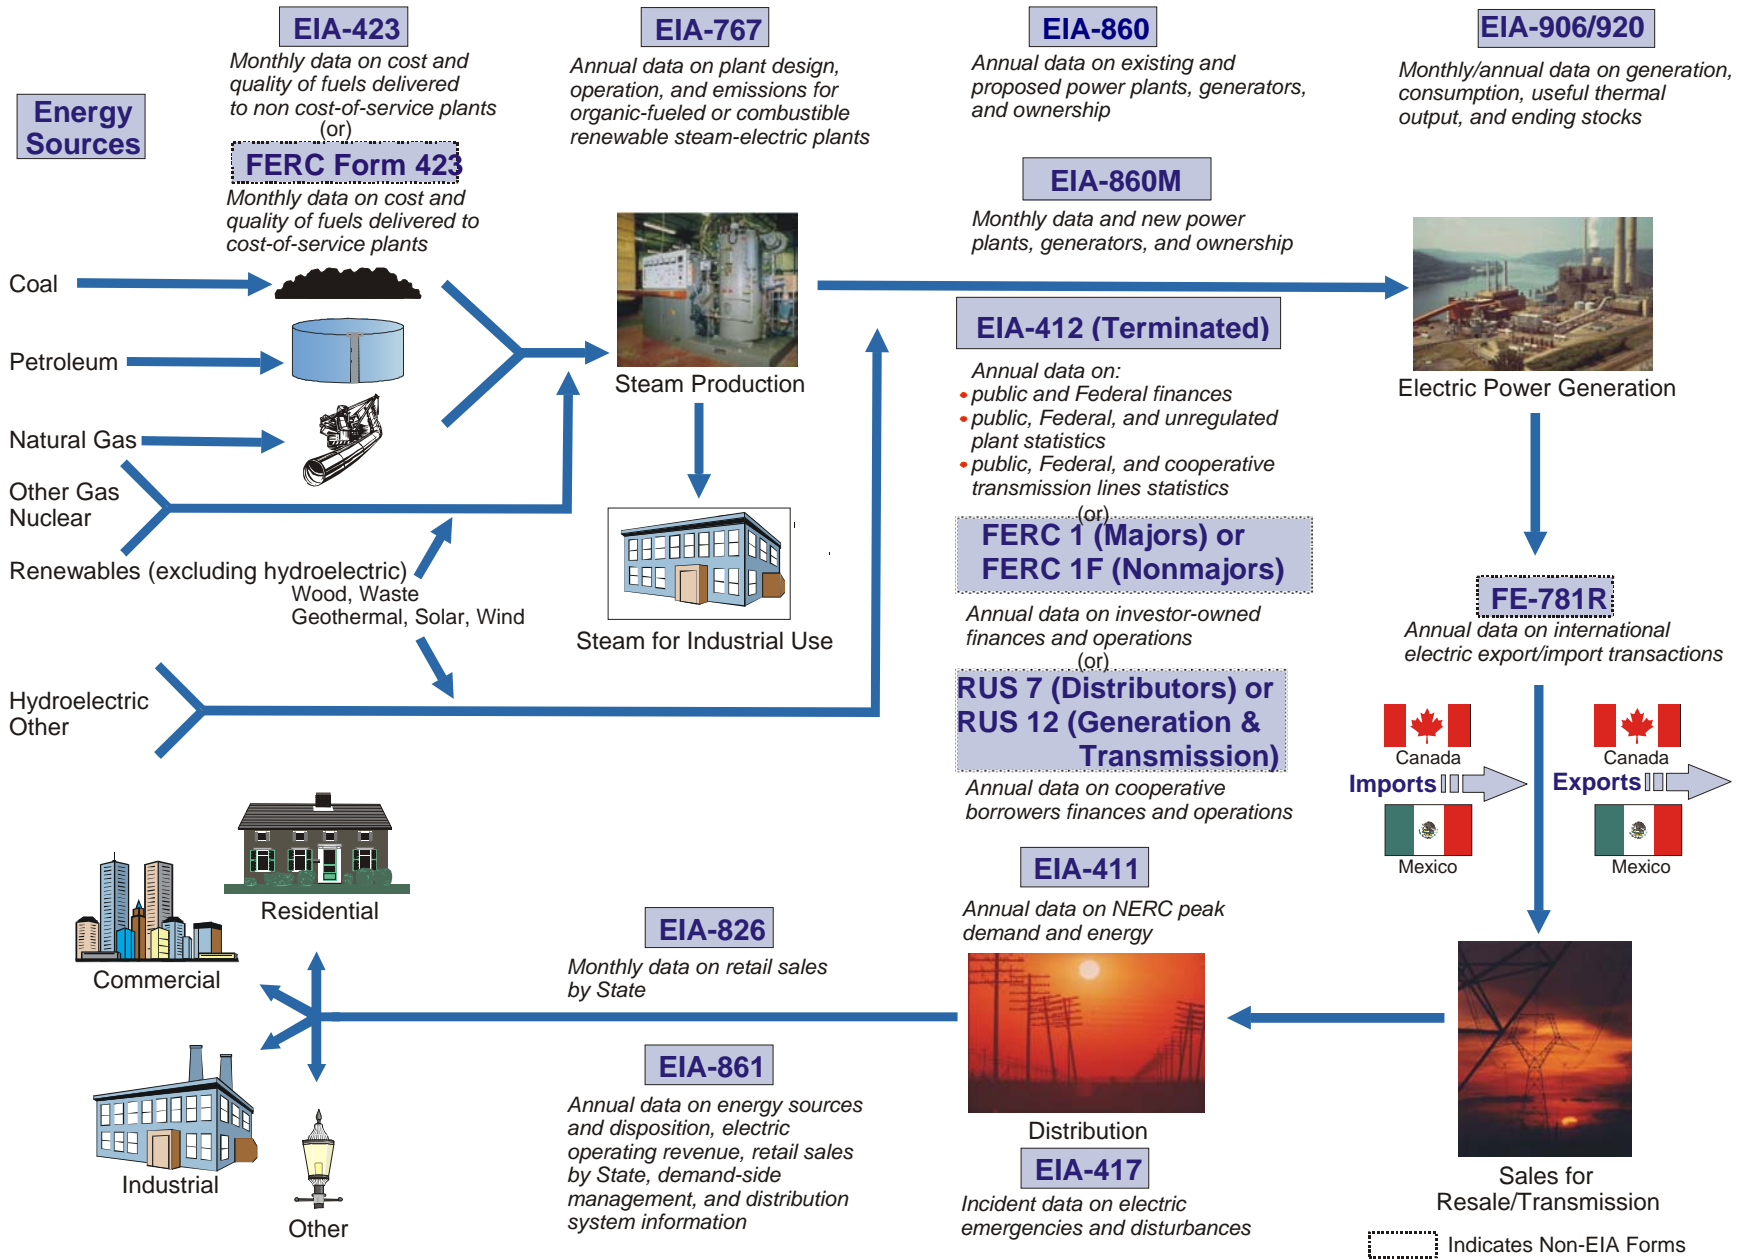 EIA-423
Monthly data on cost and
quality of fuels delivered
to non cost-of-service plants
(or)
FERC Form 423
Monthly data on cost and
quality of fuels delivered to
cost-of-service plants
EIA-767
Annual data on plant design,
operation, and emissions for
organic-fueled or combustible
renewable steam-electric plants
EIA-860
Annual data on existing and
proposed power plants, generators,
and ownership
EIA-860M
Monthly data and new power
plants, generators, and ownership
EIA-906/920
Monthly/annual data on generation,
consumption, useful thermal
output, and ending stocks
Energy
Sources
Coal
Petroleum
Natural Gas
Other Gas
Nuclear
Renewables (excluding hydroelectric)
Wood, Waste
Geothermal, Solar, Wind
Hydroelectric
Other
Steam Production
Steam for Industrial Use
EIA-412 (Terminated)
Annual data on:
• public and Federal finances
• public, Federal, and unregulated
plant statistics
• public, Federal, and cooperative
transmission lines statistics
(or)
FERC 1 (Majors) or
FERC 1F (Nonmajors)
Annual data on investor-owned
finances and operations
(or)
RUS 7 (Distributors) or
RUS 12 (Generation &
Transmission)
Annual data on cooperative
borrowers finances and operations
Electric Power Generation
FE-781R
Annual data on international
electric export/import transactions
Canada
Imports
Mexico
Canada
Exports
Mexico
EIA-411
Annual data on NERC peak
demand and energy
Distribution
EIA-417
Incident data on electric
emergencies and disturbances
Sales for
Resale/Transmission
Indicates Non-EIA Forms
EIA-826
Monthly data on retail sales
by State
EIA-861
Annual data on energy sources
and disposition, electric
operating revenue, retail sales
by State, demand-side
management, and distribution
system information
Residential
Commercial
Industrial
Other